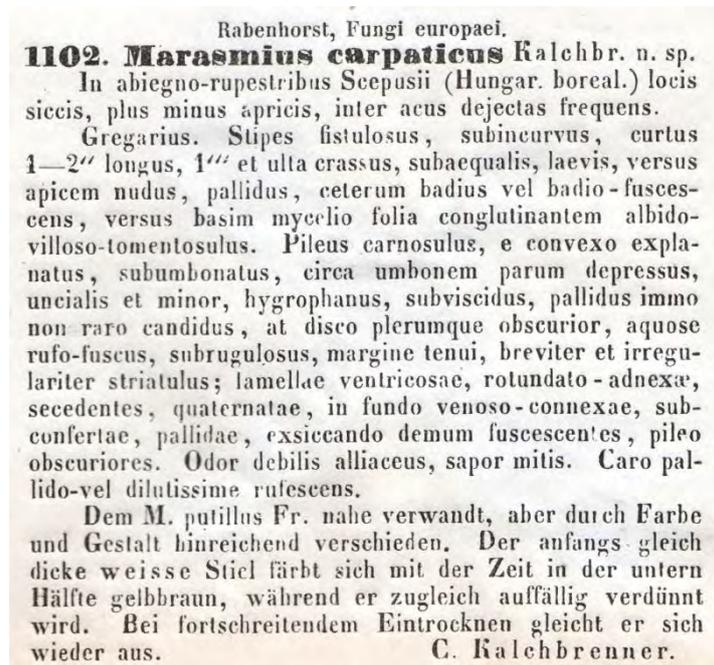 Rabenhorst, Fungi europaei.
1102. Marasmius carpaticus Kalchbr. n. sp.
In abiegno-rupestribus Scepusii (Hungar. boreal.) locis
siccis, plus minus apricis, inter acus dejectas frequens.
Gregarius. Stipes fistulosus, subincurvus, curtus
1—2″ longus, 1‴ et ulta crassus, subaequalis, laevis, versus
apicem nudus, pallidus, ceterum badius vel badio-fusces-
cens, versus basim mycelio folia conglutinantem albido-
villoso-tomentosulus. Pileus carnosulus, e convexo expla-
natus, subumbonatus, circa umbonem parum depressus,
uncialis et minor, hygrophanus, subviscidus, pallidus immo
non raro candidus, at disco plerumque obscurior, aquose
rufo-fuscus, subrugulosus, margine tenui, breviter et irregu-
lariter striatulus; lamellae ventricosae, rotundato-adnexæ,
secedentes, quaternatae, in fundo venoso-connexae, sub-
confertae, pallidae, exsiccando demum fuscescentes, pileo
obscuriores. Odor debilis alliaceus, sapor mitis. Caro pal-
lido-vel dilutissime rufescens.
Dem M. putillus Fr. nahe verwandt, aber durch Farbe
und Gestalt hinreichend verschieden. Der anfangs gleich
dicke weisse Stiel färbt sich mit der Zeit in der untern
Hälfte gelbbraun, während er zugleich auffällig verdünnt
wird. Bei fortschreitendem Eintrocknen gleicht er sich
wieder aus. C. Kalchbrenner.